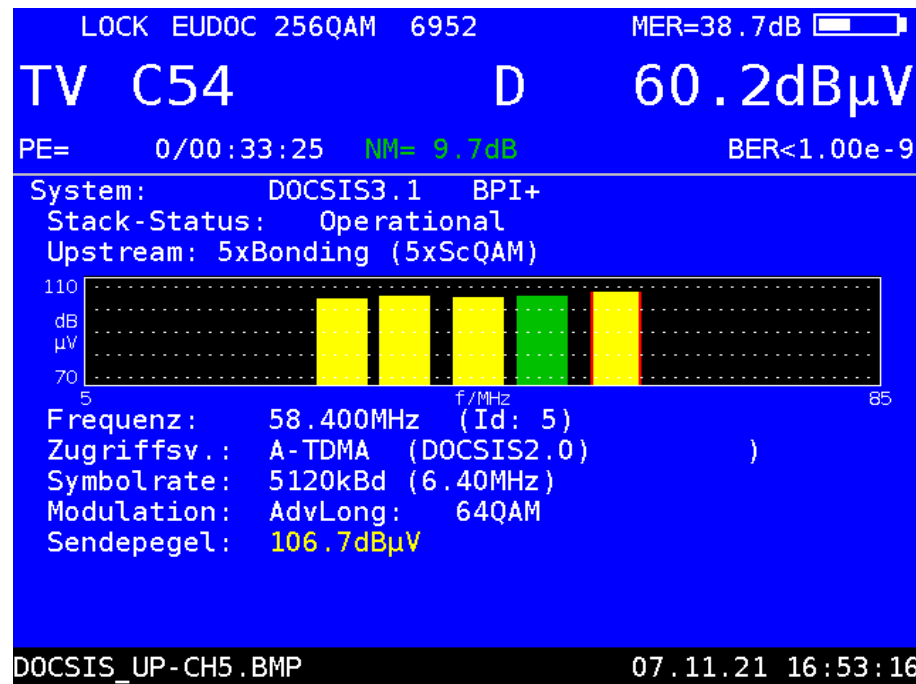 LOCK EUDOC 256QAM 6952 MER=38.7dB
TV C54 D 60.2dBµV
PE= 0/00:33:25 NM= 9.7dB BER<1.00e-9
System: DOCSIS3.1 BPI+
Stack-Status: Operational
Upstream: 5xBonding (5xScQAM)
110
dB
µV
70
5 f/MHz 85
Frequenz: 58.400MHz (Id: 5)
Zugriffsv.: A-TDMA (DOCSIS2.0) )
Symbolrate: 5120kBd (6.40MHz)
Modulation: AdvLong: 64QAM
Sendepegel: 106.7dBµV
DOCSIS_UP-CH5.BMP 07.11.21 16:53:16